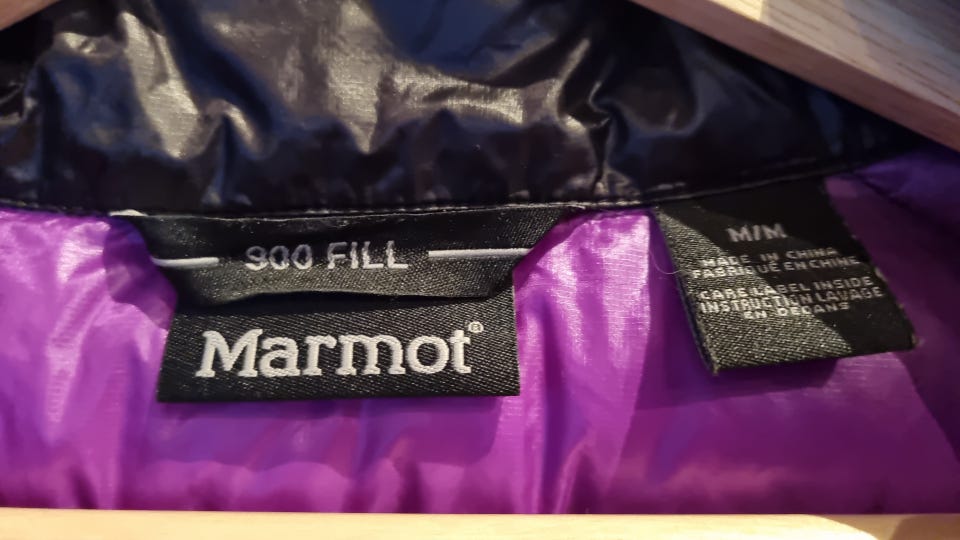 900 FILL
Marmot®
M/M
MADE IN CHINA
FABRIQUE EN CHINE
CARE LABEL INSIDE
INSTRUCTION LAVAGE
EN DEDANS